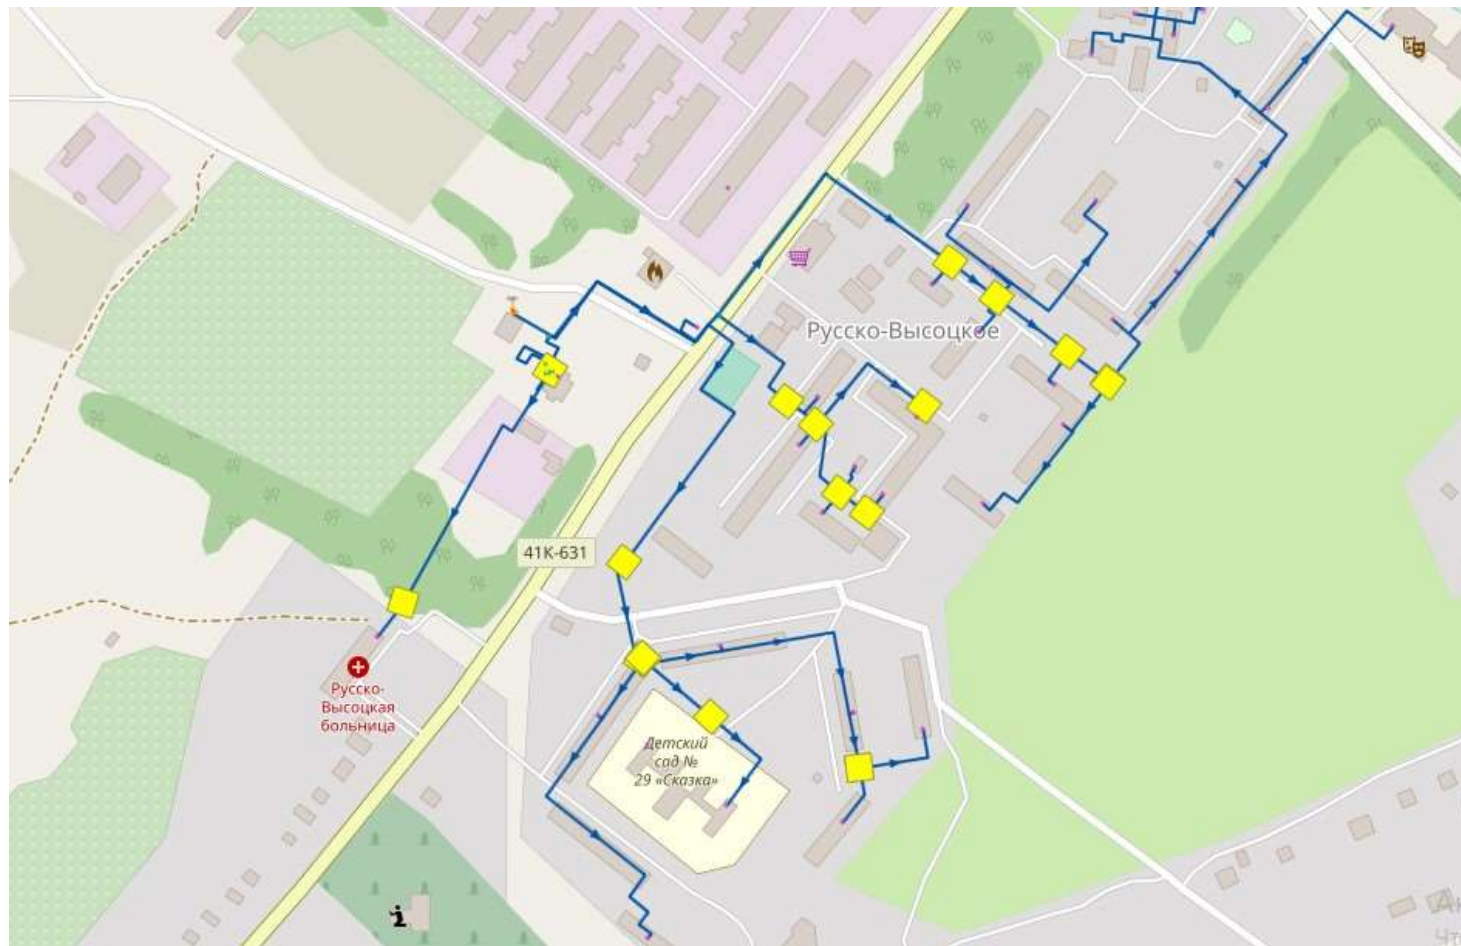 Русско-Высоцкое
41К-631
Русско-
Высоцкая
больница
Детский
сад №
29 «Сказка»